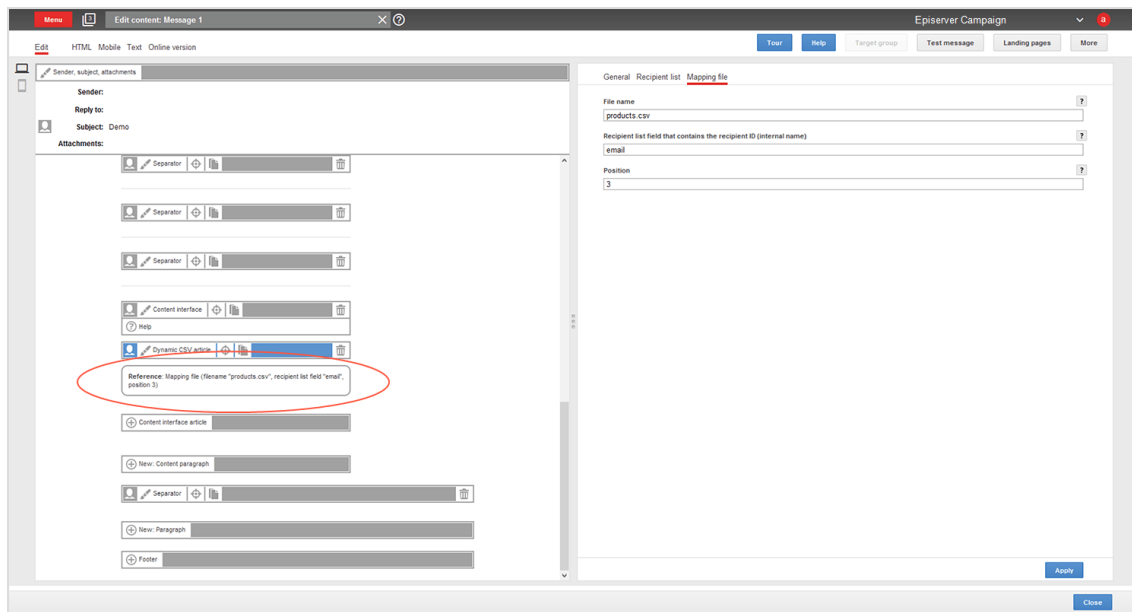 Menu
Edit content: Message 1
Episerver Campaign
a
Edit HTML Mobile Text Online version
Tour Help Target group Test message Landing pages More
Sender, subject, attachments
Sender:
Reply to:
Subject: Demo
Attachments:
Separator
Separator
Separator
Content interface
? Help
Dynamic CSV article
Reference: Mapping file (filename "products.csv", recipient list field "email",
position 3)
Content interface article
New: Content paragraph
Separator
New: Paragraph
Footer
General Recipient list Mapping file
File name ?
products.csv
Recipient list field that contains the recipient ID (internal name) ?
email
Position ?
3
Apply
Close